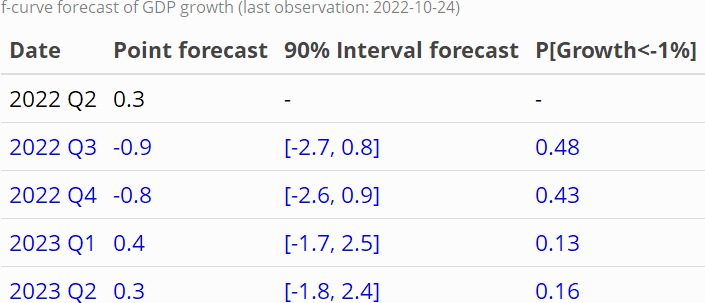 f-curve forecast of GDP growth (last observation: 2022-10-24)
Date Point forecast 90% Interval forecast P[Growth<-1%]
2022 Q2 0.3 - -
2022 Q3 -0.9 [-2.7, 0.8] 0.48
2022 Q4 -0.8 [-2.6, 0.9] 0.43
2023 Q1 0.4 [-1.7, 2.5] 0.13
2023 Q2 0.3 [-1.8, 2.4] 0.16